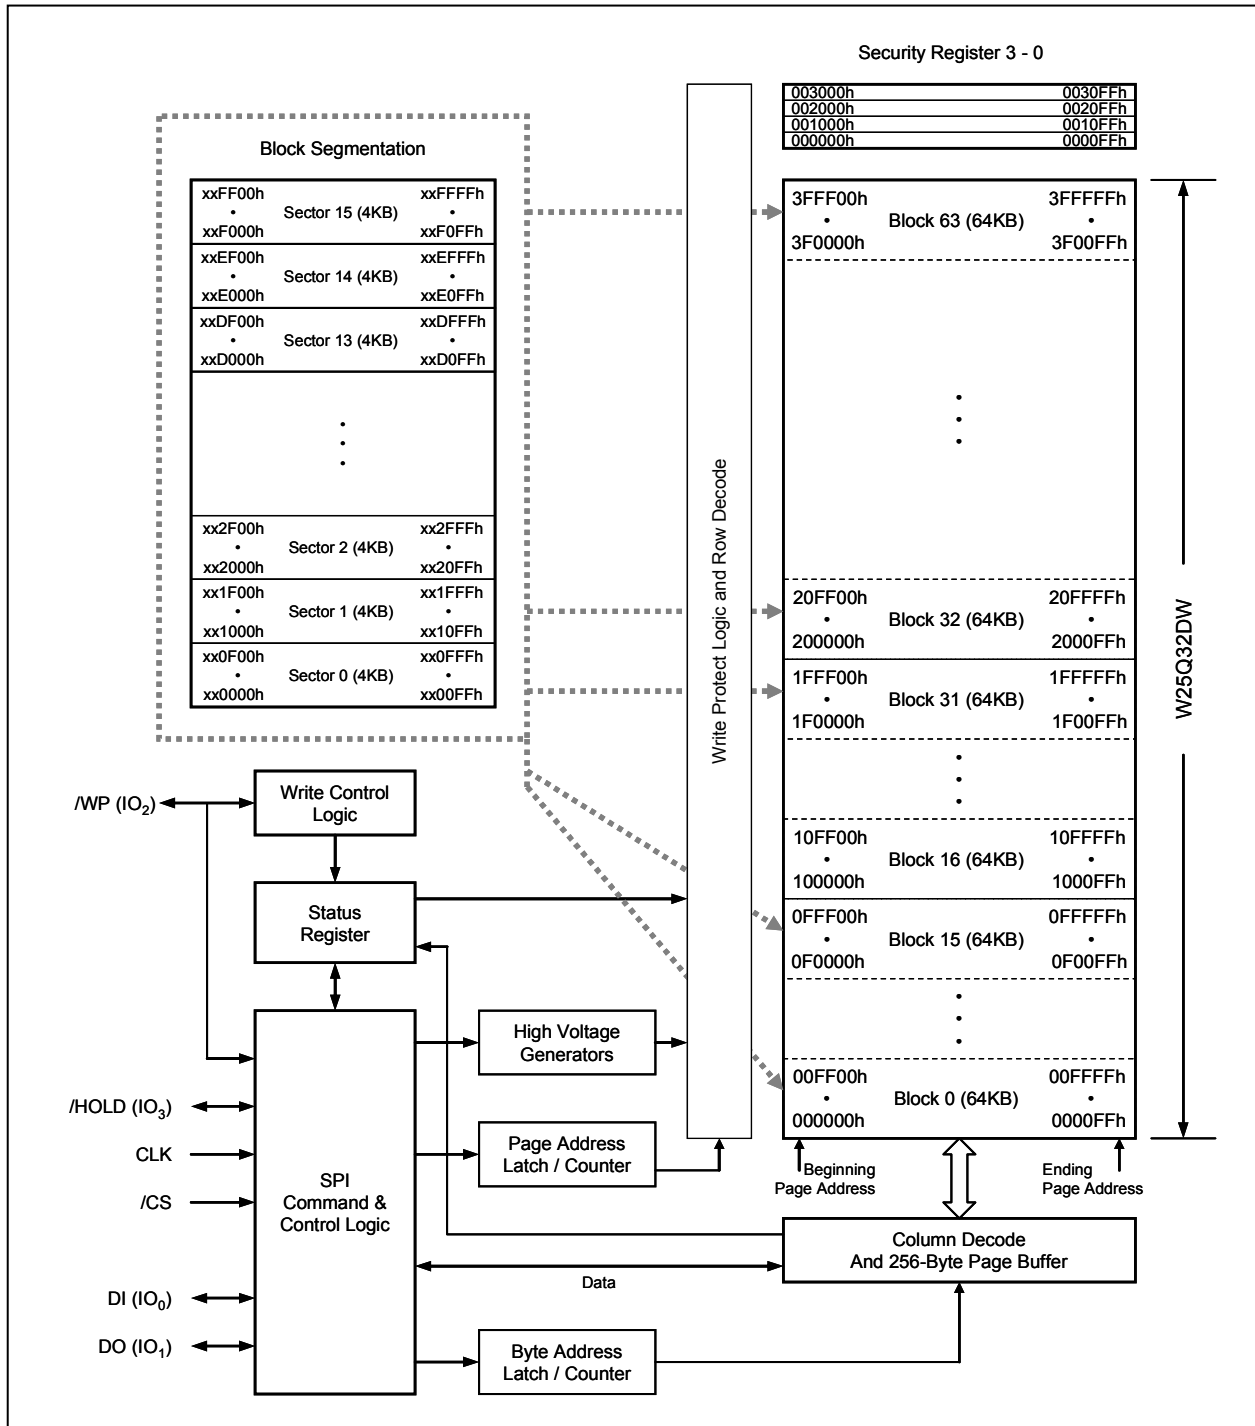 Security Register 3 - 0
003000h 0030FFh
002000h 0020FFh
001000h 0010FFh
000000h 0000FFh
Block Segmentation
xxFF00h xxFFFFh
• Sector 15 (4KB) •
xxF000h xxF0FFh
xxEF00h xxEFFFh
• Sector 14 (4KB) •
xxE000h xxE0FFh
xxDF00h xxDFFFh
• Sector 13 (4KB) •
xxD000h xxD0FFh
xx2F00h xx2FFFh
• Sector 2 (4KB) •
xx2000h xx20FFh
xx1F00h xx1FFFh
• Sector 1 (4KB) •
xx1000h xx10FFh
xx0F00h xx0FFFh
• Sector 0 (4KB) •
xx0000h xx00FFh
Write Protect Logic and Row Decode
3FFF00h 3FFFFFh
• Block 63 (64KB) •
3F0000h 3F00FFh
20FF00h 20FFFFh
• Block 32 (64KB) •
200000h 2000FFh
1FFF00h 1FFFFFh
• Block 31 (64KB) •
1F0000h 1F00FFh
10FF00h 10FFFFh
• Block 16 (64KB) •
100000h 1000FFh
0FFF00h 0FFFFFh
• Block 15 (64KB) •
0F0000h 0F00FFh
00FF00h 00FFFFh
• Block 0 (64KB) •
000000h 0000FFh
W25Q32DW
Beginning
Page Address
Ending
Page Address
/WP (IO2)
Write Control
Logic
Status
Register
High Voltage
Generators
/HOLD (IO3)
CLK
/CS
DI (IO0)
DO (IO1)
SPI
Command &
Control Logic
Page Address
Latch / Counter
Column Decode
And 256-Byte Page Buffer
Data
Byte Address
Latch / Counter